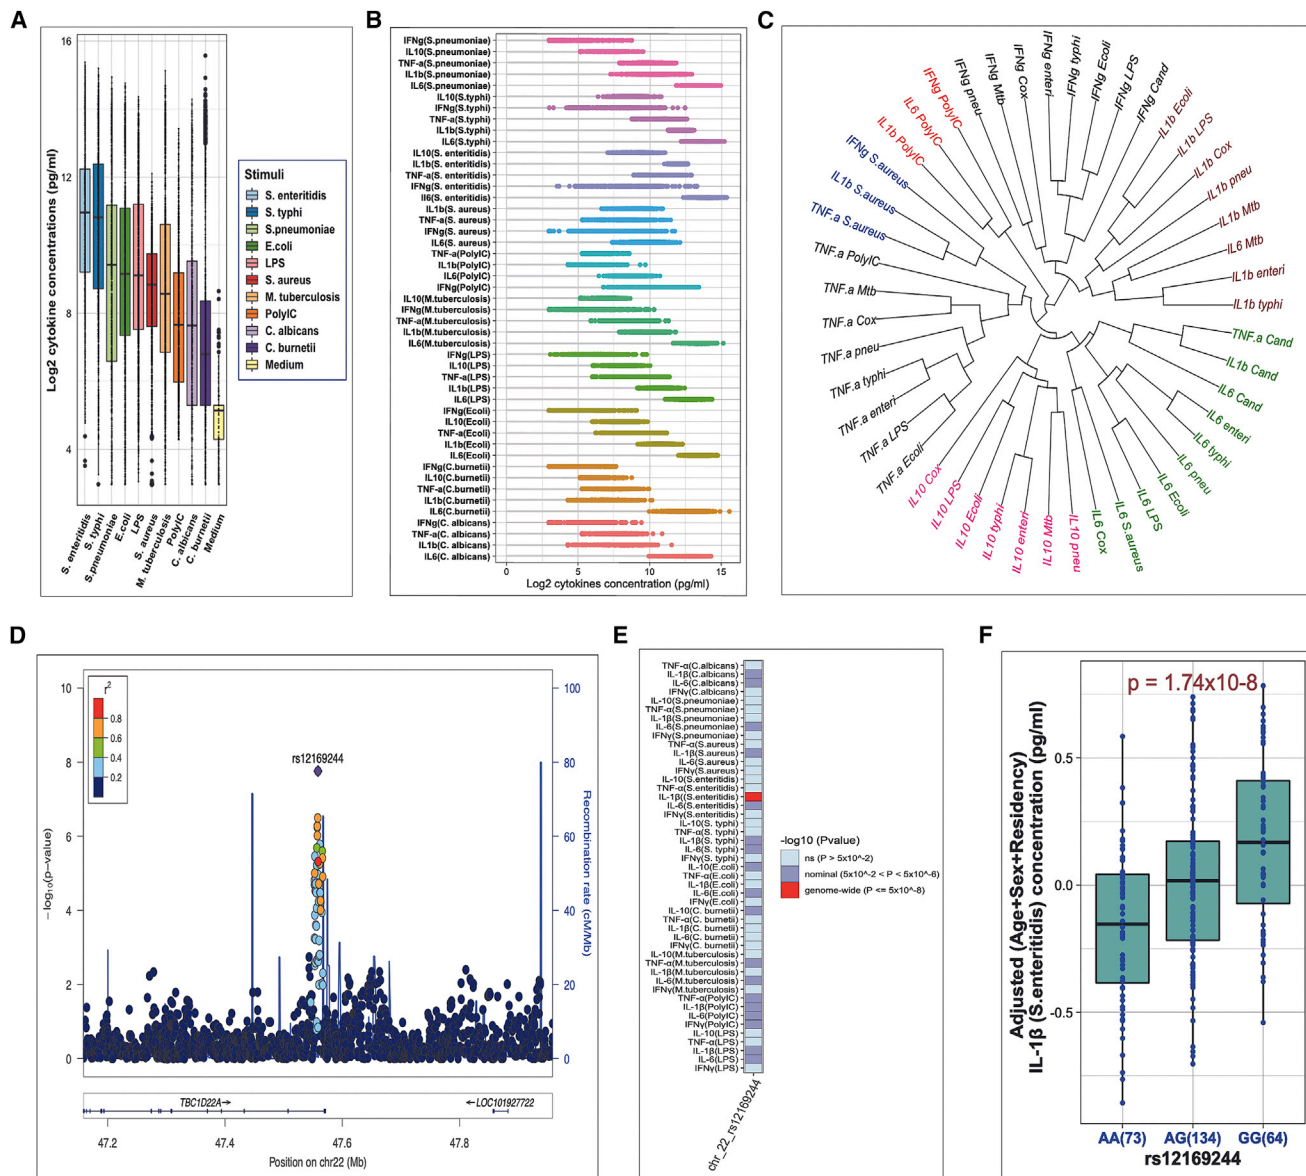 A
Log2 cytokine concentrations (pg/ml)
16
12
8
4
S. enteritidis
S. typhi
S.pneumoniae
E.coli
LPS
S. aureus
M. tuberculosis
PolyIC
C. albicans
C. burnetii
Medium
Stimuli
S. enteritidis
S. typhi
S.pneumoniae
E.coli
LPS
S. aureus
M. tuberculosis
PolyIC
C. albicans
C. burnetii
Medium
B
IFNg(S.pneumoniae)
IL10(S.pneumoniae)
TNF-a(S.pneumoniae)
IL1b(S.pneumoniae)
IL6(S.pneumoniae)
IL10(S.typhi)
IFNg(S.typhi)
TNF-a(S.typhi)
IL1b(S.typhi)
IL6(S.typhi)
IL10(S. enteritidis)
IL1b(S. enteritidis)
TNF-a(S. enteritidis)
IFNg(S. enteritidis)
Il6(S. enteritidis)
IL1b(S. aureus)
TNF-a(S. aureus)
IFNg(S. aureus)
IL6(S. aureus)
TNF-a(PolyIC)
IL1b(PolyIC)
IL6(PolyIC)
IFNg(PolyIC)
IL10(M.tuberculosis)
IFNg(M.tuberculosis)
TNF-a(M.tuberculosis)
IL1b(M.tuberculosis)
IL6(M.tuberculosis)
IFNg(LPS)
IL10(LPS)
TNF-a(LPS)
IL1b(LPS)
IL6(LPS)
IFNg(Ecoli)
IL10(Ecoli)
TNF-a(Ecoli)
IL1b(Ecoli)
IL6(Ecoli)
IFNg(C.burnetii)
IL10(C.burnetii)
TNF-a(C.burnetii)
IL1b(C.burnetii)
IL6(C.burnetii)
IFNg(C. albicans)
TNF-a(C. albicans)
IL1b(C. albicans)
IL6(C. albicans)
0 5 10 15
Log2 cytokines concentration (pg/ml)
C
IFNg enteri
IFNg typhi
IFNg Ecoli
IFNg LPS
IFNg Cand
IL1b Ecoli
IL1b LPS
IL1b Cox
IL1b pneu
IL1b Mtb
IL6 Mtb
IL1b enteri
IL1b typhi
TNF.a Cand
IL1b Cand
IL6 Cand
IL6 enteri
IL6 typhi
IL6 pneu
IL6 Ecoli
IL6 LPS
IL6 S.aureus
IL6 Cox
IL10 pneu
IL10 Mtb
IL10 enteri
IL10 typhi
IL10 Ecoli
IL10 LPS
IL10 Cox
TNF.a Ecoli
TNF.a LPS
TNF.a enteri
TNF.a typhi
TNF.a pneu
TNF.a Cox
TNF.a Mtb
TNF.a PolyIC
TNF.a S.aureus
IL1b S.aureus
IFNg S.aureus
IL1b PolyIC
IL6 PolyIC
IFNg PolyIC
IFNg pneu
IFNg Mtb
IFNg Cox
D
−log10(p−value)
10
8
6
4
2
0
r2
0.8
0.6
0.4
0.2
rs12169244
100
80
60
40
20
0
Recombination rate (cM/Mb)
TBC1D22A→
←LOC101927722
47.2 47.4 47.6 47.8
Position on chr22 (Mb)
E
TNF-α(C.albicans)
IL-1β(C.albicans)
IL-6(C.albicans)
IFNγ(C.albicans)
IL-10(S.pneumoniae)
TNF-α(S.pneumoniae)
IL-1β(S.pneumoniae)
IL-6(S.pneumoniae)
IFNγ(S.pneumoniae)
TNF-α(S.aureus)
IL-1β(S.aureus)
IL-6(S.aureus)
IFNγ(S.aureus)
IL-10(S.enteritidis)
TNF-α(S.enteritidis)
IL-1β((S.enteritidis)
IL-6(S.enteritidis)
IFNγ(S.enteritidis)
IL-10(S. typhi)
TNF-α(S. typhi)
IL-1β(S. typhi)
IL-6(S. typhi)
IFNγ(S. typhi)
IL-10(E.coli)
TNF-α(E.coli)
IL-1β(E.coli)
IL-6(E.coli)
IFNγ(E.coli)
IL-10(C. burnetii)
TNF-α(C. burnetii)
IL-1β(C. burnetii)
IL-6(C. burnetii)
IFNγ(C. burnetii)
IL-10(M.tuberculosis)
TNF-α(M.tuberculosis)
IL-1β(M.tuberculosis)
IL-6(M.tuberculosis)
IFNγ(M.tuberculosis)
TNF-α(PolyIC)
IL-1β(PolyIC)
IL-6(PolyIC)
IFNγ(PolyIC)
IL-10(LPS)
TNF-α(LPS)
IL-1β(LPS)
IL-6(LPS)
IFNγ(LPS)
chr_22_rs12169244
-log10 (Pvalue)
ns (P > 5x10^-2)
nominal (5x10^-2 < P < 5x10^-6)
genome-wide (P <= 5x10^-8)
F
Adjusted (Age+Sex+Residency)
IL-1β (S.enteritidis) concentration (pg/ml)
p = 1.74x10-8
0.5
0.0
-0.5
AA(73) AG(134) GG(64)
rs12169244